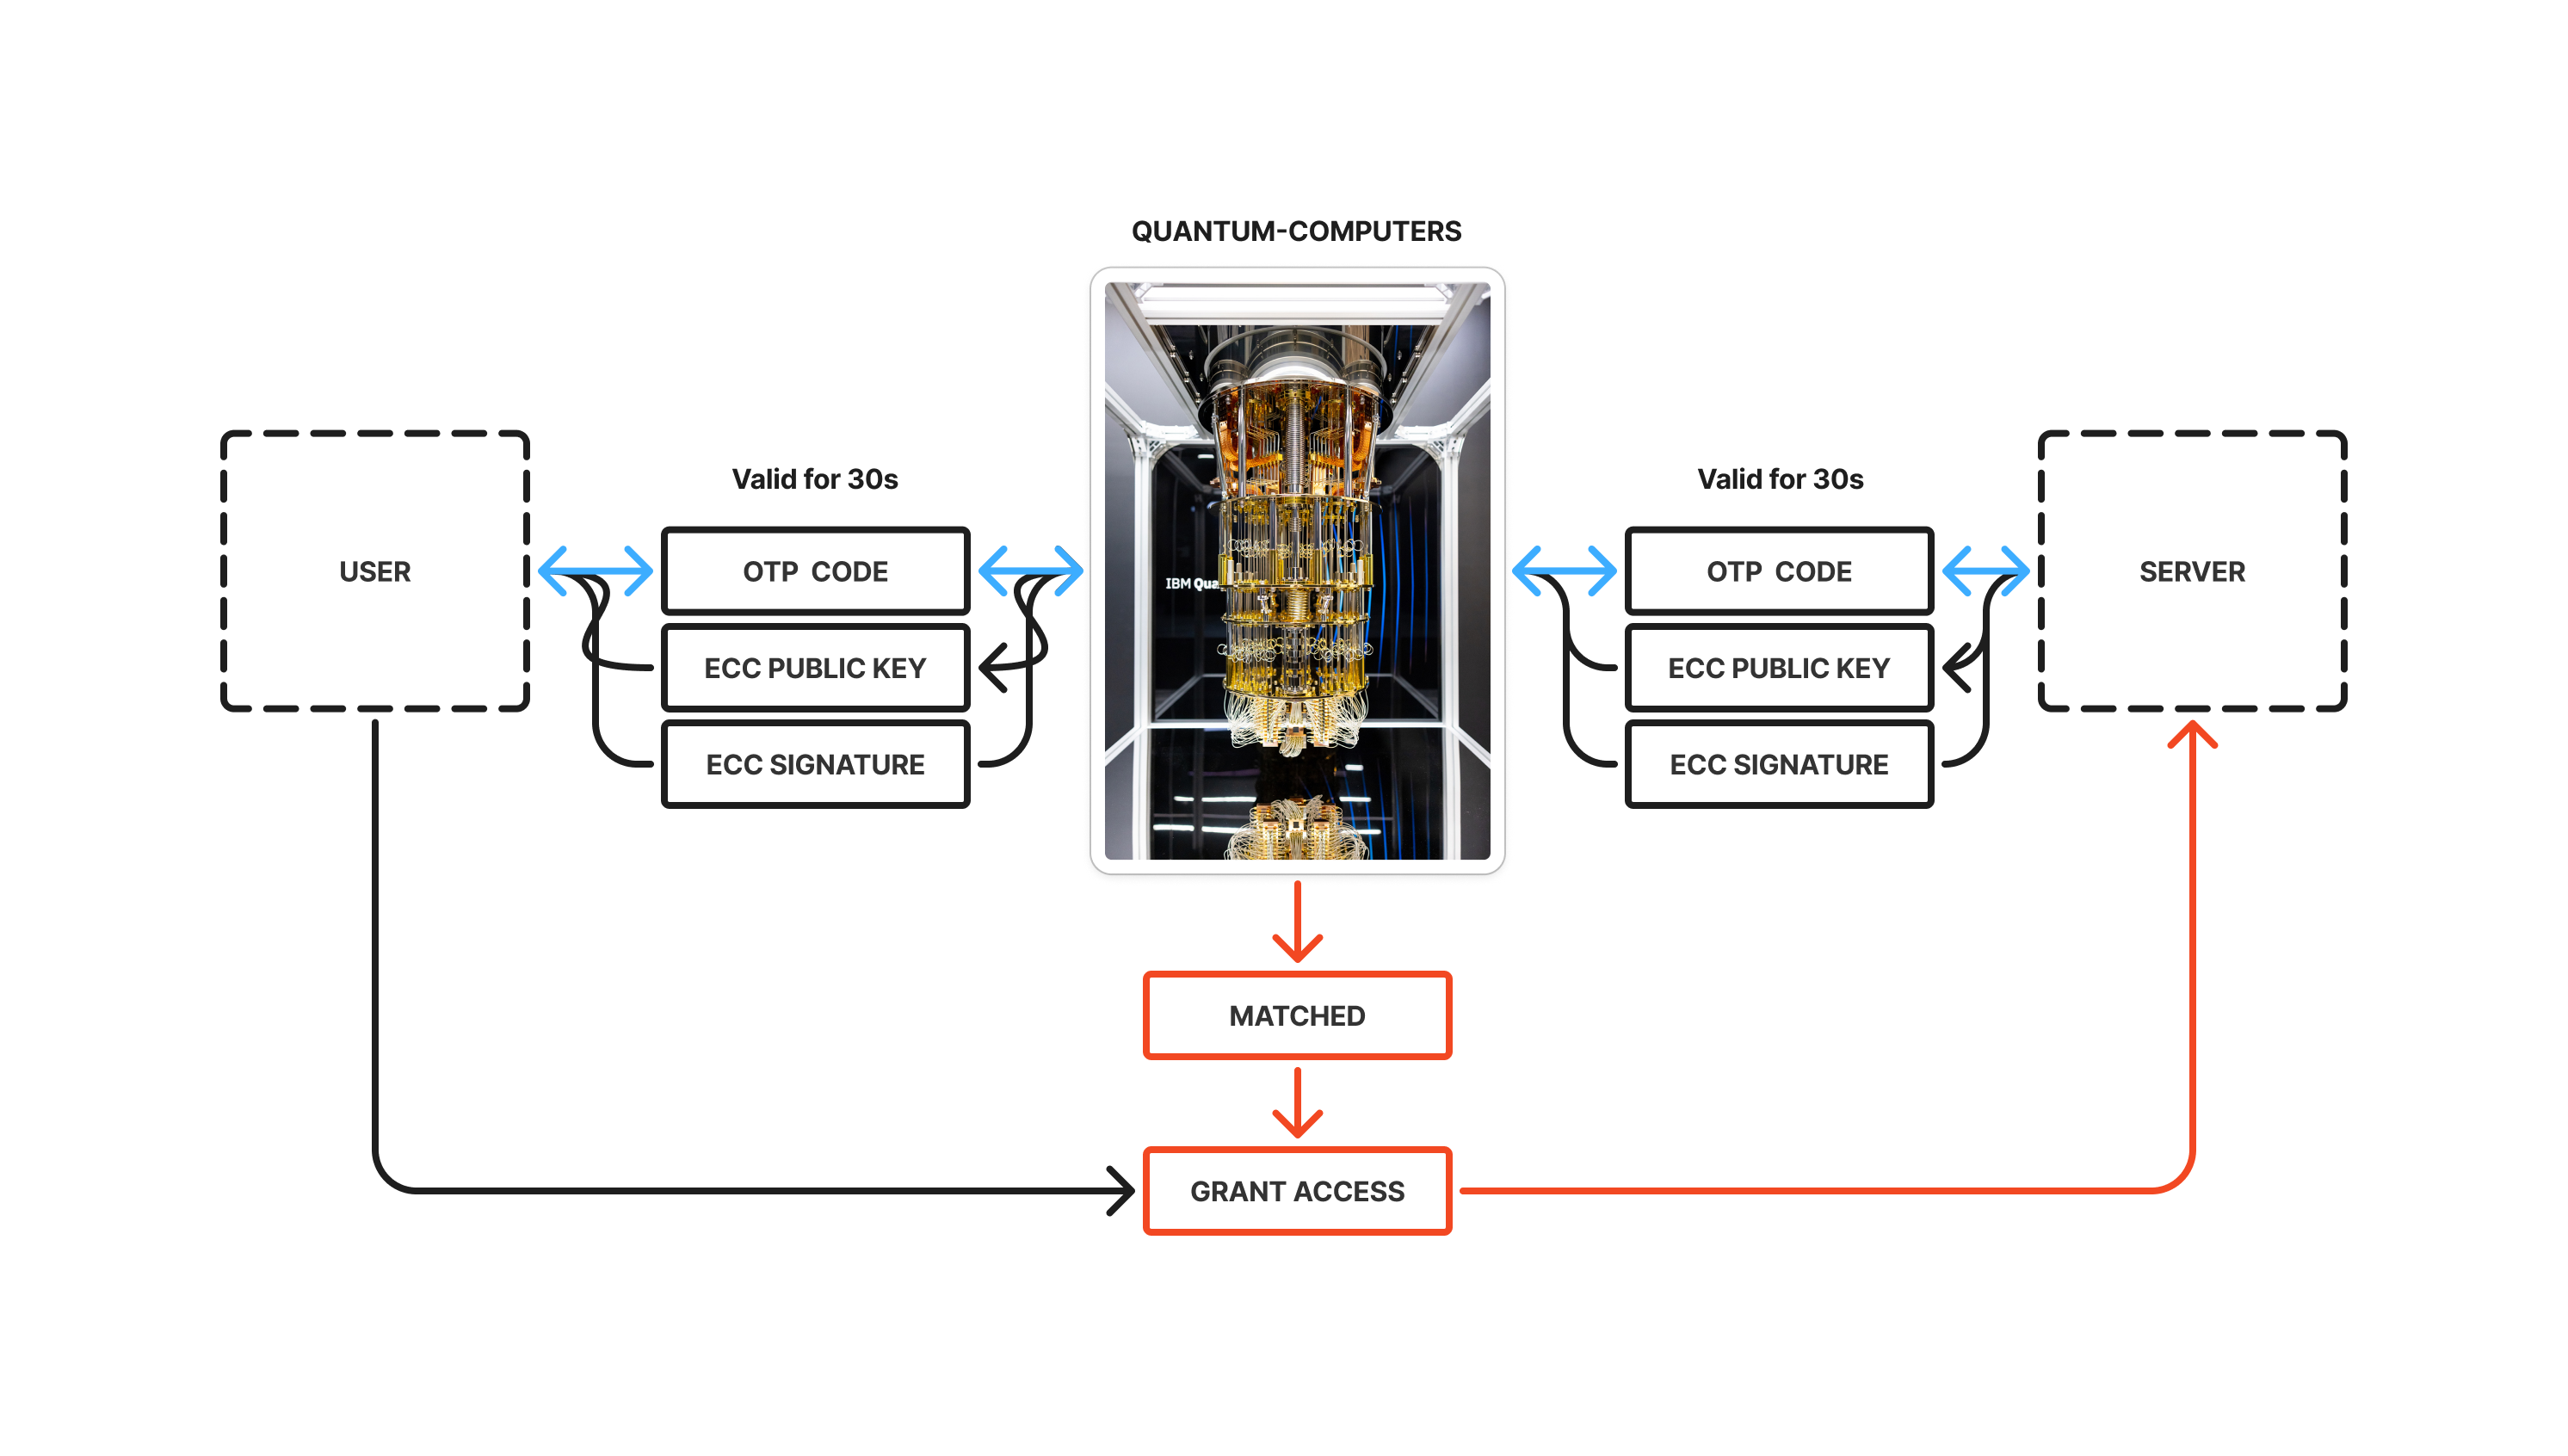 QUANTUM-COMPUTERS
Valid for 30s
Valid for 30s
USER
OTP CODE
IBM Qua
OTP CODE
SERVER
ECC PUBLIC KEY
ECC PUBLIC KEY
ECC SIGNATURE
ECC SIGNATURE
MATCHED
GRANT ACCESS